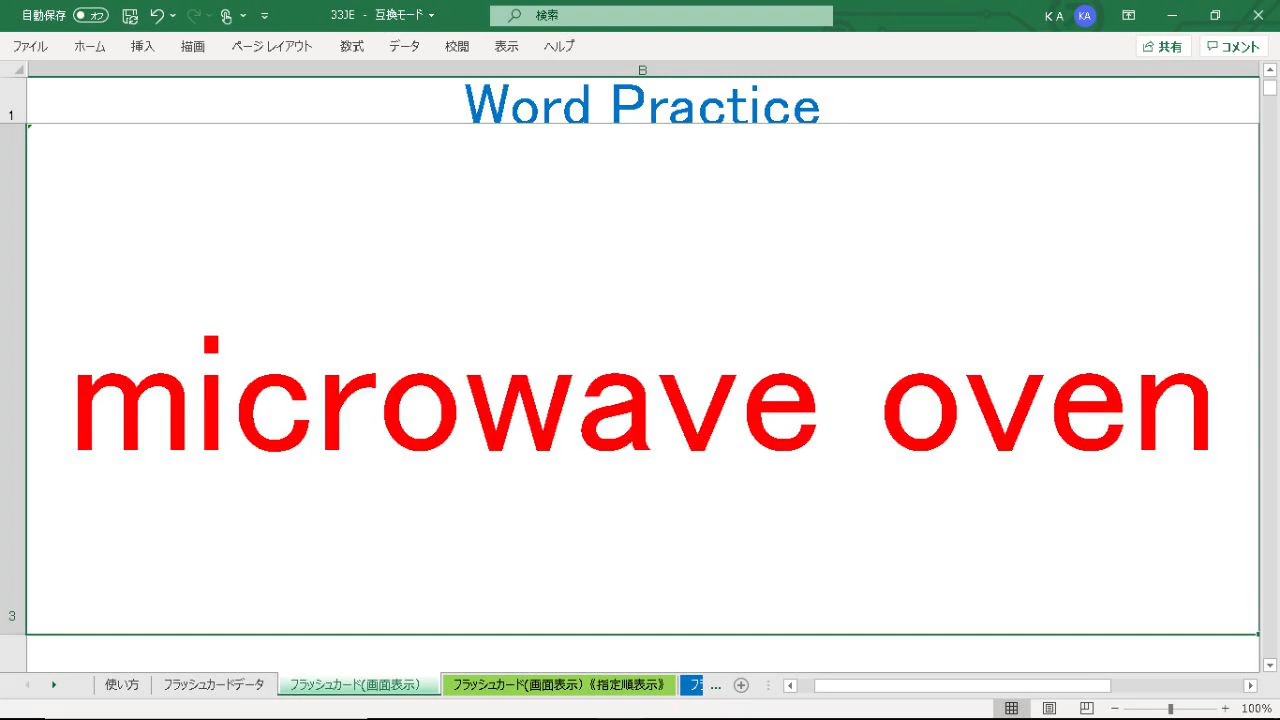 自動保存 オフ 33JE - 互換モード 検索 K A KA
ファイル ホーム 挿入 描画 ページ レイアウト 数式 データ 校閲 表示 ヘルプ 共有 コメント
B
1 Word Practice
microwave oven
3
使い方 フラッシュカードデータ フラッシュカード(画面表示) フラッシュカード(画面表示)《指定順表示》 フラ ...
100%